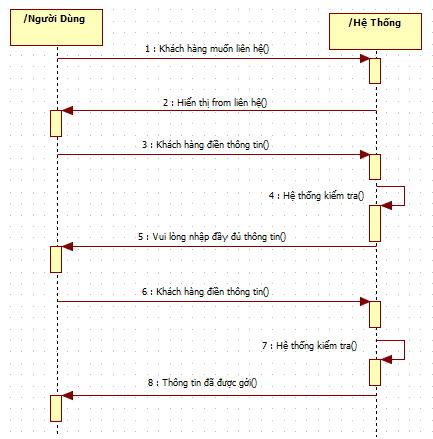 /Người Dùng
/Hệ Thống
1 : Khách hàng muốn liên hệ()
2 : Hiển thị from liên hệ()
3 : Khách hàng điền thông tin()
4 : Hệ thống kiểm tra()
5 : Vui lòng nhập đầy đủ thông tin()
6 : Khách hàng điền thông tin()
7 : Hệ thống kiểm tra()
8 : Thông tin đã được gởi()